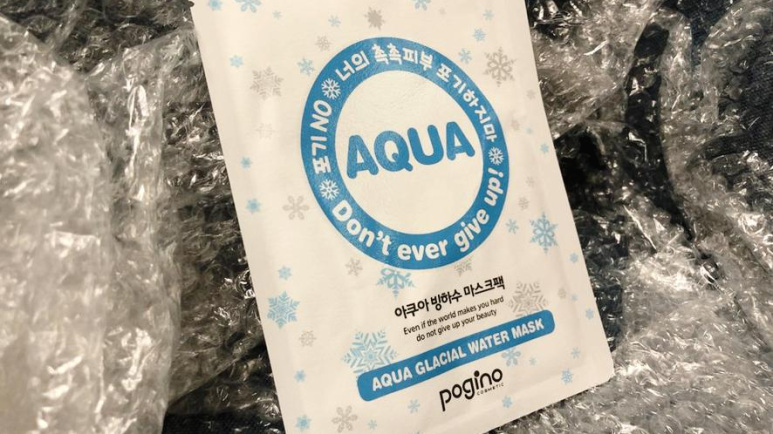 포기 NO
너의 촉촉피부 포기하지마
AQUA
Don't ever give up!
아쿠아 빙하수 마스크팩
Even if the world makes you hard
do not give up your beauty
AQUA GLACIAL WATER MASK
pogino
COSMETIC